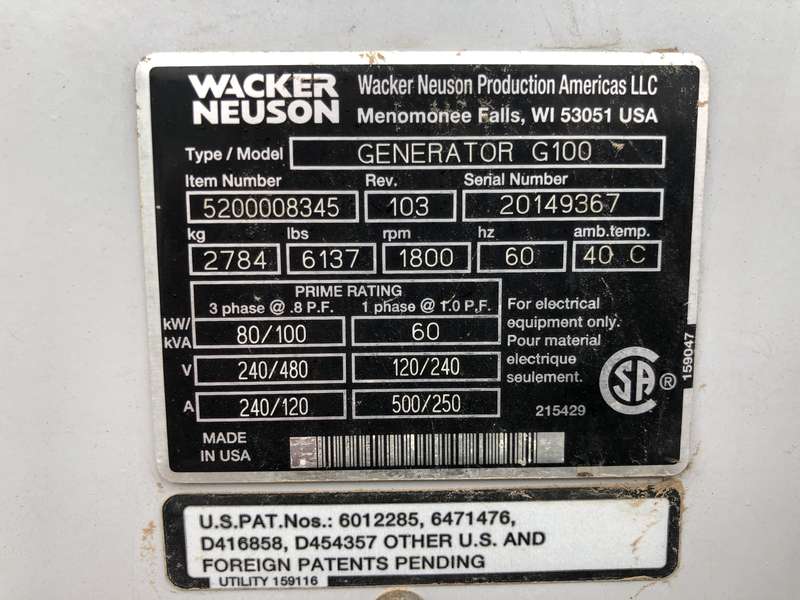 WACKER
NEUSON
Wacker Neuson Production Americas LLC
Menomonee Falls, WI 53051 USA
Type / Model GENERATOR G100
Item Number Rev. Serial Number
5200008345 103 20149367
kg lbs rpm hz amb.temp.
2784 6137 1800 60 40 C
PRIME RATING
3 phase @ .8 P.F. 1 phase @ 1.0 P.F.
kW/
kVA 80/100 60
V 240/480 120/240
A 240/120 500/250
For electrical
equipment only.
Pour material
electrique
seulement.
SA ®
215429
159047
MADE
IN USA
U.S.PAT.Nos.: 6012285, 6471476,
D416858, D454357 OTHER U.S. AND
FOREIGN PATENTS PENDING
UTILITY 159116